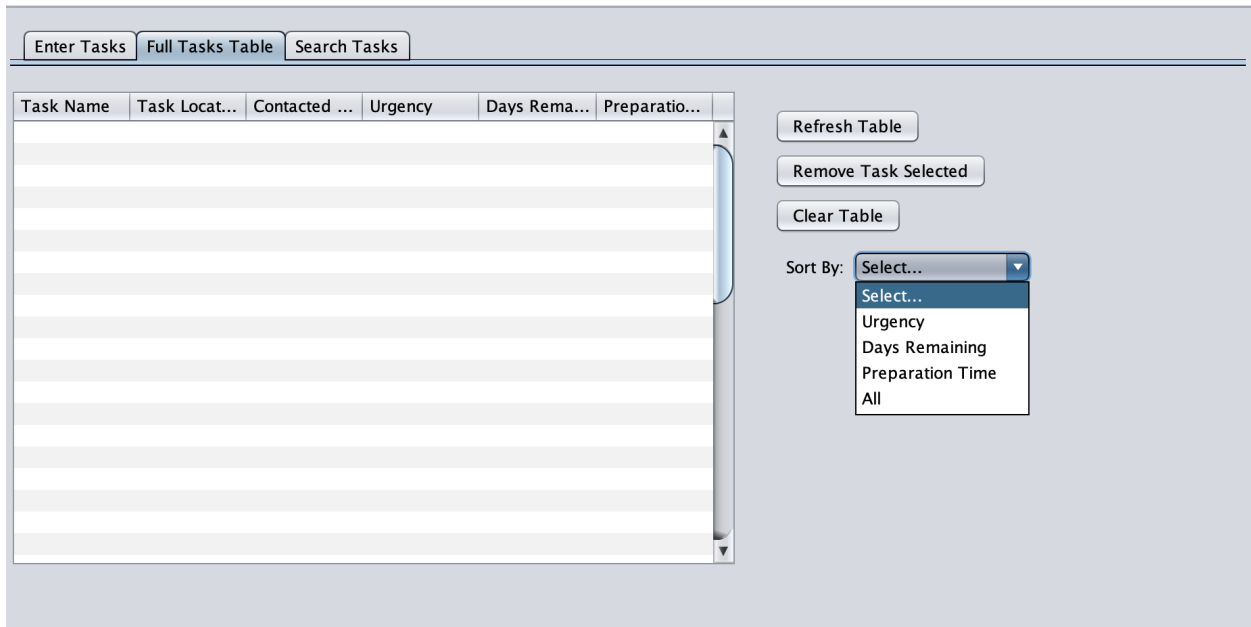 Enter Tasks Full Tasks Table Search Tasks
Task Name Task Locat... Contacted ... Urgency Days Rema... Preparatio...
Refresh Table
Remove Task Selected
Clear Table
Sort By: Select...
Select...
Urgency
Days Remaining
Preparation Time
All